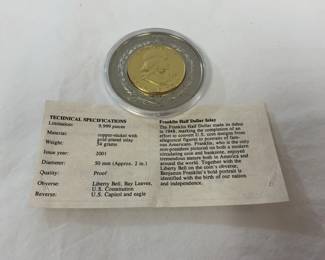 TECHNICAL SPECIFICATIONS
Limitation: 9,999 pieces
Material: copper-nickel with
gold plated inlay
Weight: 54 grams
Issue year: 2001
Diameter: 50 mm (Approx. 2 in.)
Quality: Proof
Obverse: Liberty Bell, Bay Leaves,
U.S. Constitution
Reverse: U.S. Capitol and eagle
Franklin Half Dollar Inlay
The Franklin Half Dollar made its debut
in 1948, marking the completion of an
effort to convert U.S. coin designs from
allegorical figures to portraits of fam-
ous Americans. Franklin, who is the only
non-president pictured on both a modern
circulating coin and banknote, enjoyed
tremendous esteem both in America and
around the world. Together with the
Liberty Bell on the coin's obverse,
Benjamin Franklin's bold portrait is
identified with the birth of our nation
and independence.